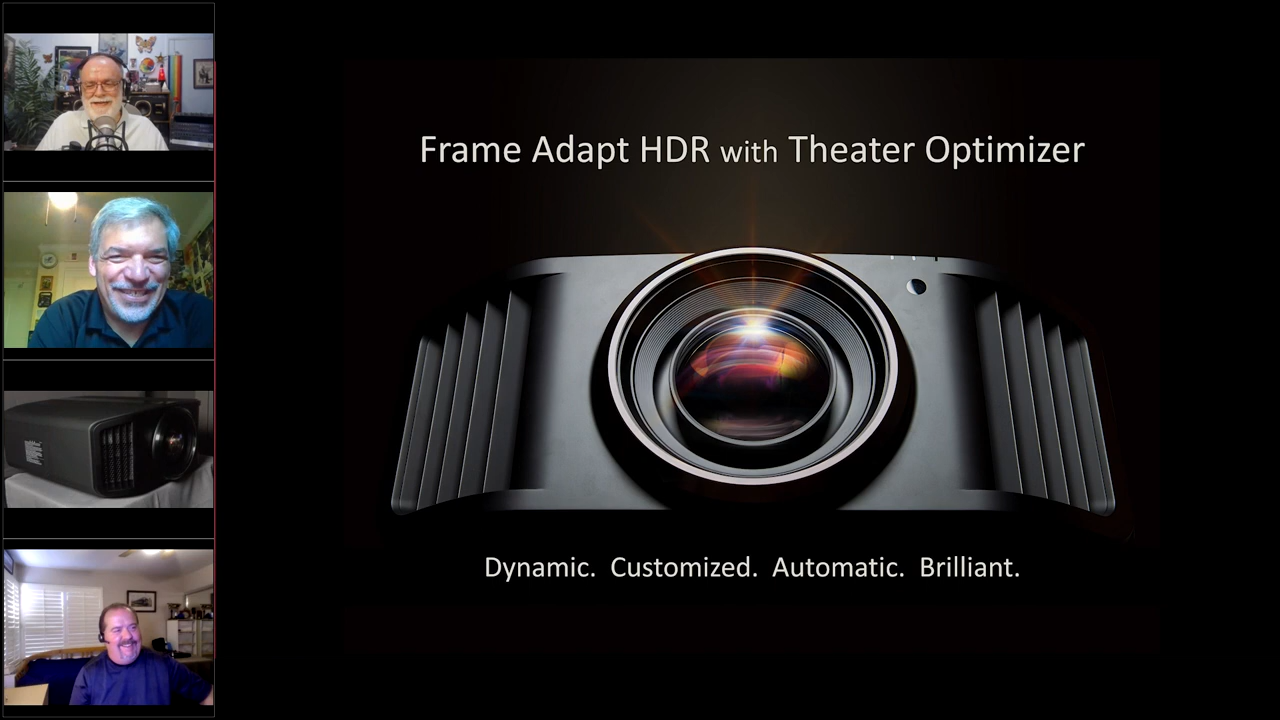 Frame Adapt HDR with Theater Optimizer
Dynamic. Customized. Automatic. Brilliant.